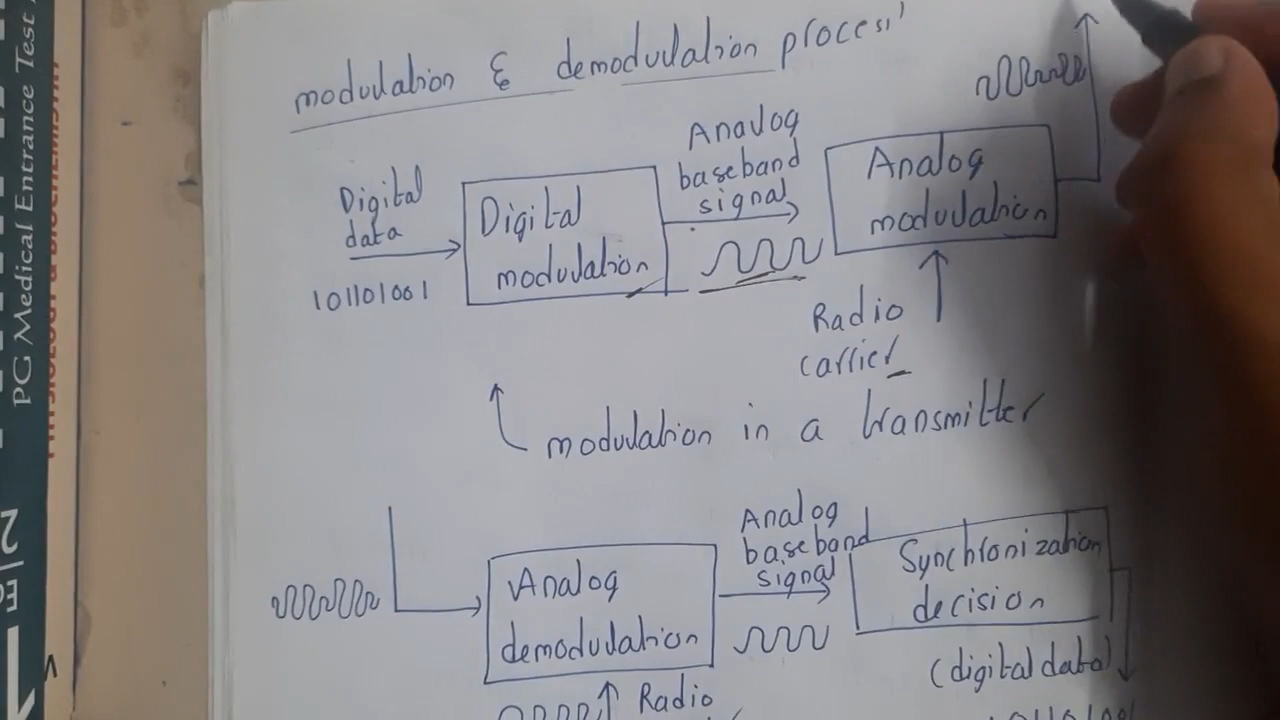 modulation & demodulation process
Digital
data
101101001
Digital
modulation
Analog
baseband
signal
Analog
modulation
Radio
carrier
modulation in a transmitter
Analog
demodulation
Analog
baseband
signal
Synchronization
decision
(digital data)
Radio
PG Medical Entrance Test